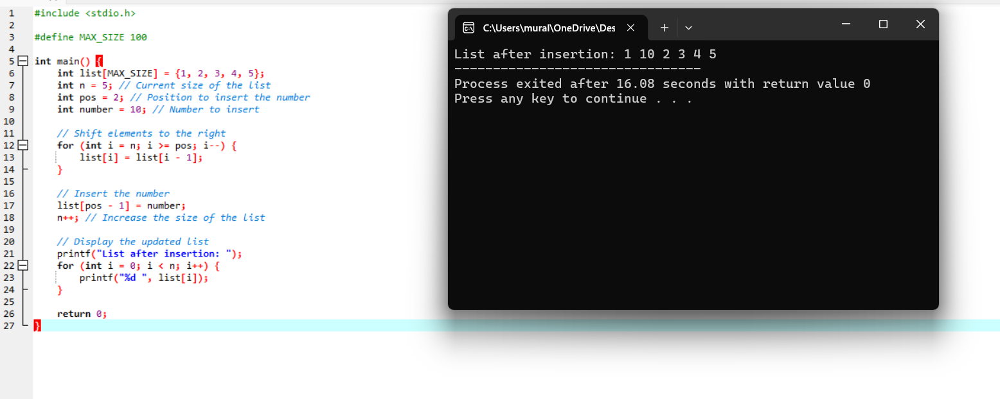 1 #include <stdio.h>
2
3 #define MAX_SIZE 100
4
5 int main() {
6     int list[MAX_SIZE] = {1, 2, 3, 4, 5};
7     int n = 5; // Current size of the list
8     int pos = 2; // Position to insert the number
9     int number = 10; // Number to insert
10
11     // Shift elements to the right
12     for (int i = n; i >= pos; i--) {
13         list[i] = list[i - 1];
14     }
15
16     // Insert the number
17     list[pos - 1] = number;
18     n++; // Increase the size of the list
19
20     // Display the updated list
21     printf("List after insertion: ");
22     for (int i = 0; i < n; i++) {
23         printf("%d ", list[i]);
24     }
25
26     return 0;
27 }
C:\Users\mural\OneDrive\Des
List after insertion: 1 10 2 3 4 5
--------------------------------
Process exited after 16.08 seconds with return value 0
Press any key to continue . . .